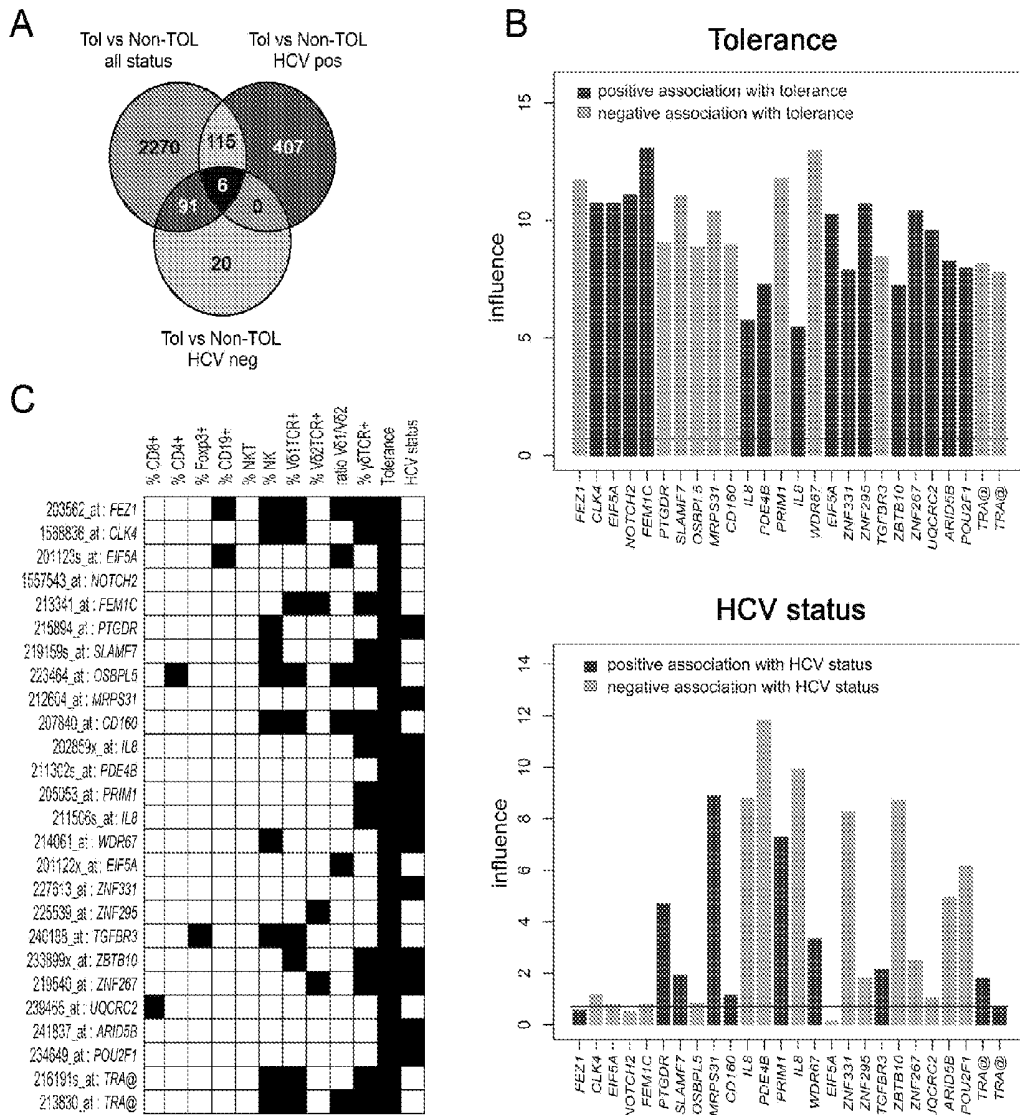 A
Tol vs Non-TOL
all status
Tol vs Non-TOL
HCV pos
2270
115
407
6
91
0
20
Tol vs Non-TOL
HCV neg
B
Tolerance
positive association with tolerance
negative association with tolerance
influence
15
10
5
0
FEZ1
CLK4
EIF5A
NOTCH2
FEM1C
PTGDR
SLAMF7
OSBPL5
MRPS31
CD160
IL8
PDE4B
PRIM1
IL8
WDR67
EIF5A
ZNF331
ZNF295
TGFBR3
ZBTB10
ZNF267
UQCRC2
ARID5B
POU2F1
TRA@
TRA@
HCV status
positive association with HCV status
negative association with HCV status
influence
14
12
10
8
6
4
2
0
FEZ1
CLK4
EIF5A
NOTCH2
FEM1C
PTGDR
SLAMF7
OSBPL5
MRPS31
CD160
IL8
PDE4B
PRIM1
IL8
WDR67
EIF5A
ZNF331
ZNF295
TGFBR3
ZBTB10
ZNF267
UQCRC2
ARID5B
POU2F1
TRA@
TRA@
C
% CD8+
% CD4+
% Foxp3+
% CD19+
% NKT
% NK
% Vδ1TCR+
% Vδ2TCR+
ratio Vδ1/Vδ2
% γδTCR+
Tolerance
HCV status
203562_at : FEZ1
CLK4
201123s_at : EIF5A
NOTCH2
213341_at : FEM1C
215894_at : PTGDR
219159s_at : SLAMF7
223464_at : OSBPL5
212604_at : MRPS31
207840_at : CD160
202859x_at : IL8
211302s_at : PDE4B
205053_at : PRIM1
211506s_at : IL8
214061_at : WDR67
201122x_at : EIF5A
227613_at : ZNF331
225539_at : ZNF295
TGFBR3
233899x_at : ZBTB10
219540_at : ZNF267
UQCRC2
241837_at : ARID5B
234649_at : POU2F1
216191s_at : TRA@
213830_at : TRA@